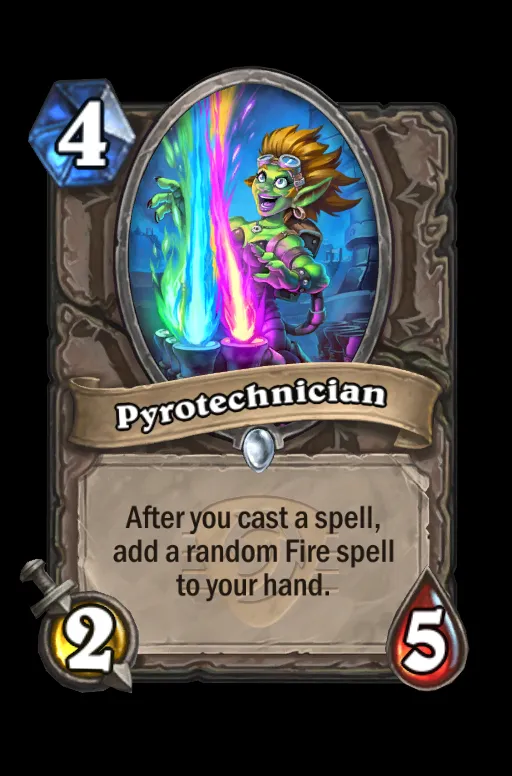 4
Pyrotechnician
After you cast a spell,
add a random Fire spell
to your hand.
2
5